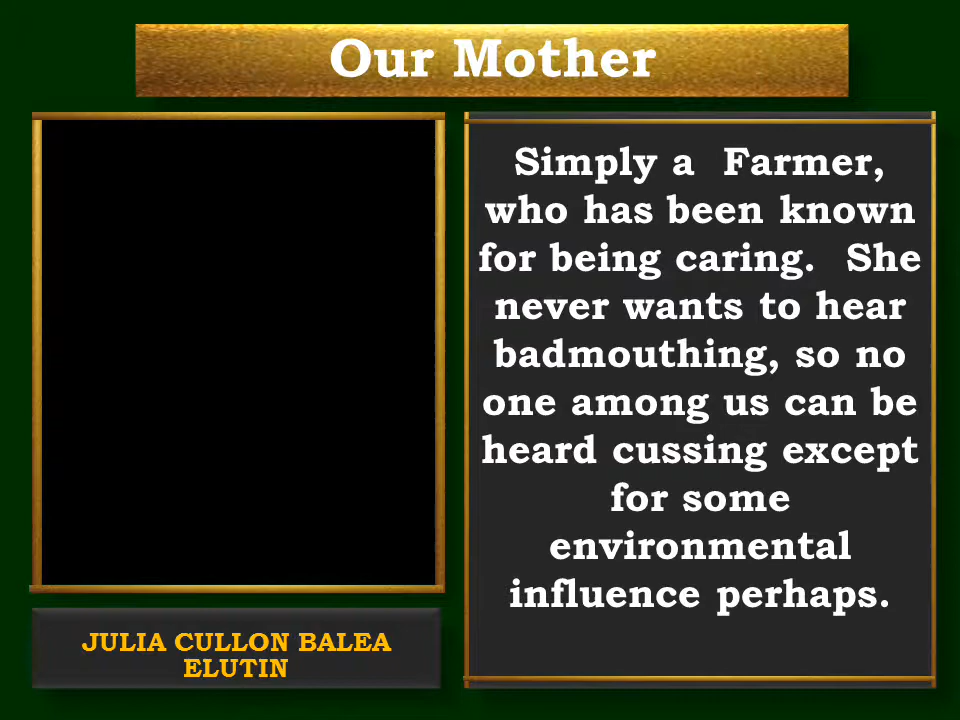 Our Mother
Simply a  Farmer,
who has been known
for being caring.  She
never wants to hear
badmouthing, so no
one among us can be
heard cussing except
for some
environmental
influence perhaps.
JULIA CULLON BALEA
ELUTIN